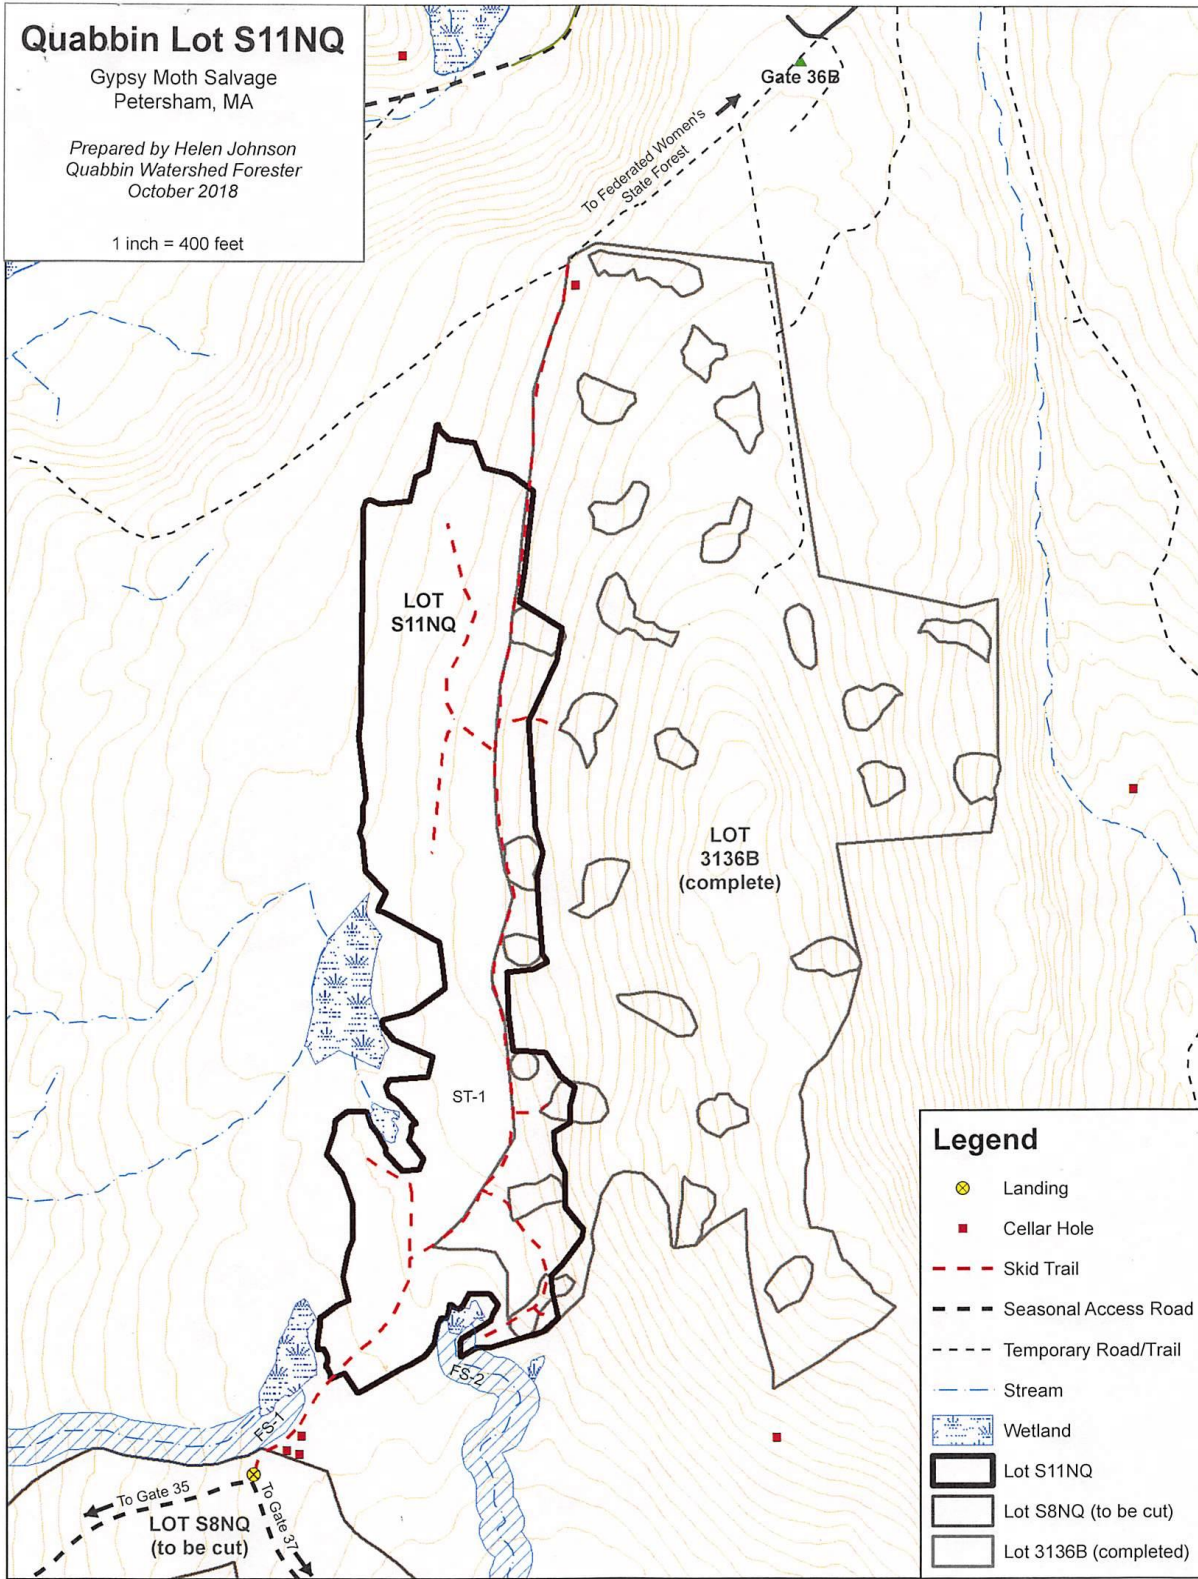 Quabbin Lot S11NQ
Gypsy Moth Salvage
Petersham, MA
Prepared by Helen Johnson
Quabbin Watershed Forester
October 2018
1 inch = 400 feet
Gate 36B
To Federated Women's
State Forest
LOT
S11NQ
LOT
3136B
(complete)
ST-1
FS-2
FS-1
To Gate 35
To Gate 37
LOT S8NQ
(to be cut)
Legend
Landing
Cellar Hole
Skid Trail
Seasonal Access Road
Temporary Road/Trail
Stream
Wetland
Lot S11NQ
Lot S8NQ (to be cut)
Lot 3136B (completed)